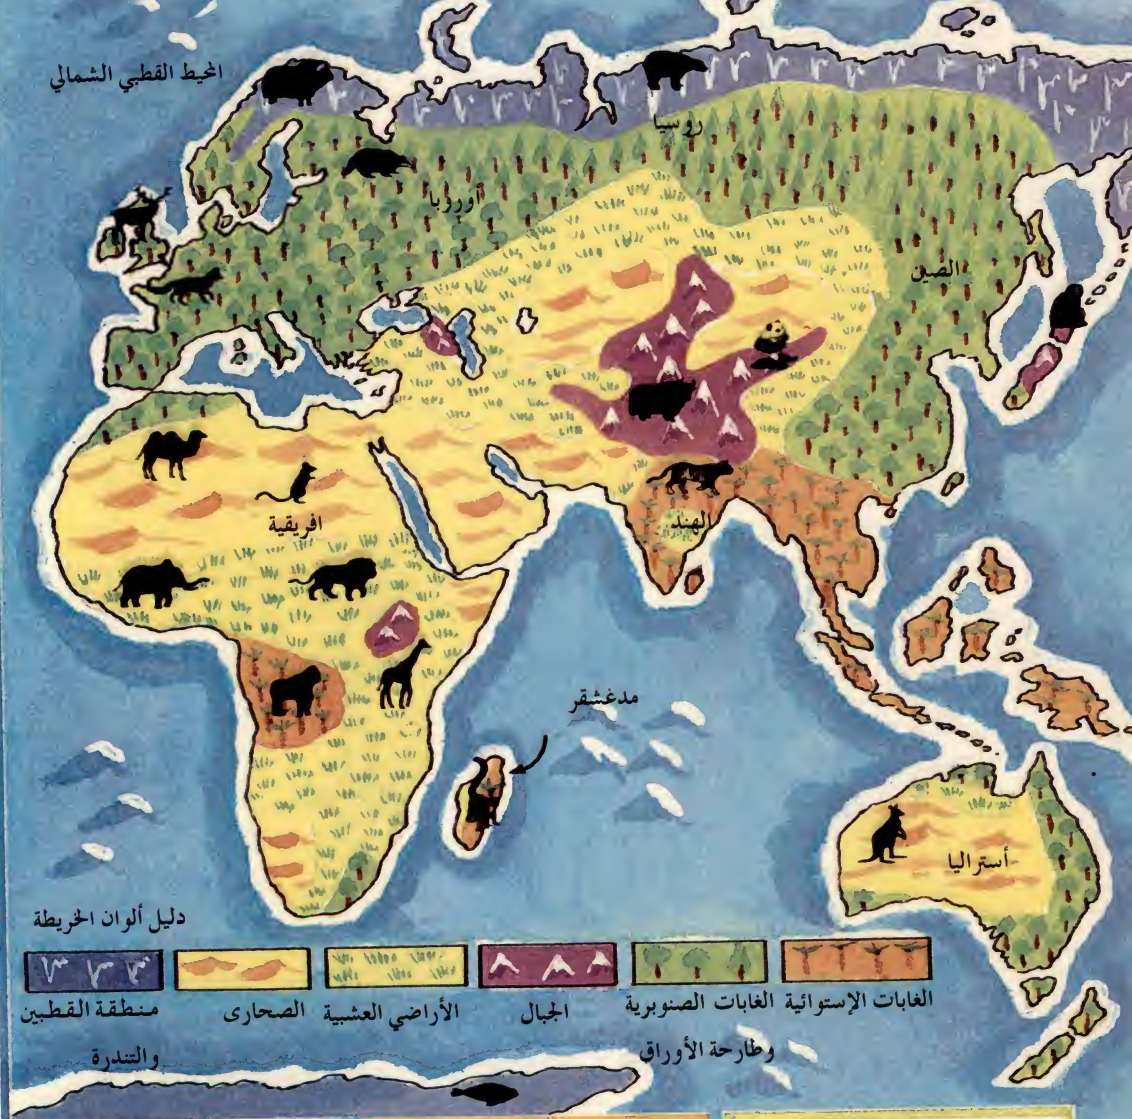 المحيط القطبي الشمالي
روسيا
أوروبا
الصين
افريقية
الهند
مدغشقر
أستراليا
دليل ألوان الخريطة
الغابات الإستوائية
الغابات الصنوبرية
وطارحة الأوراق
الجبال
الأراضي العشبية
الصحارى
منطقة القطبين
والتندرة